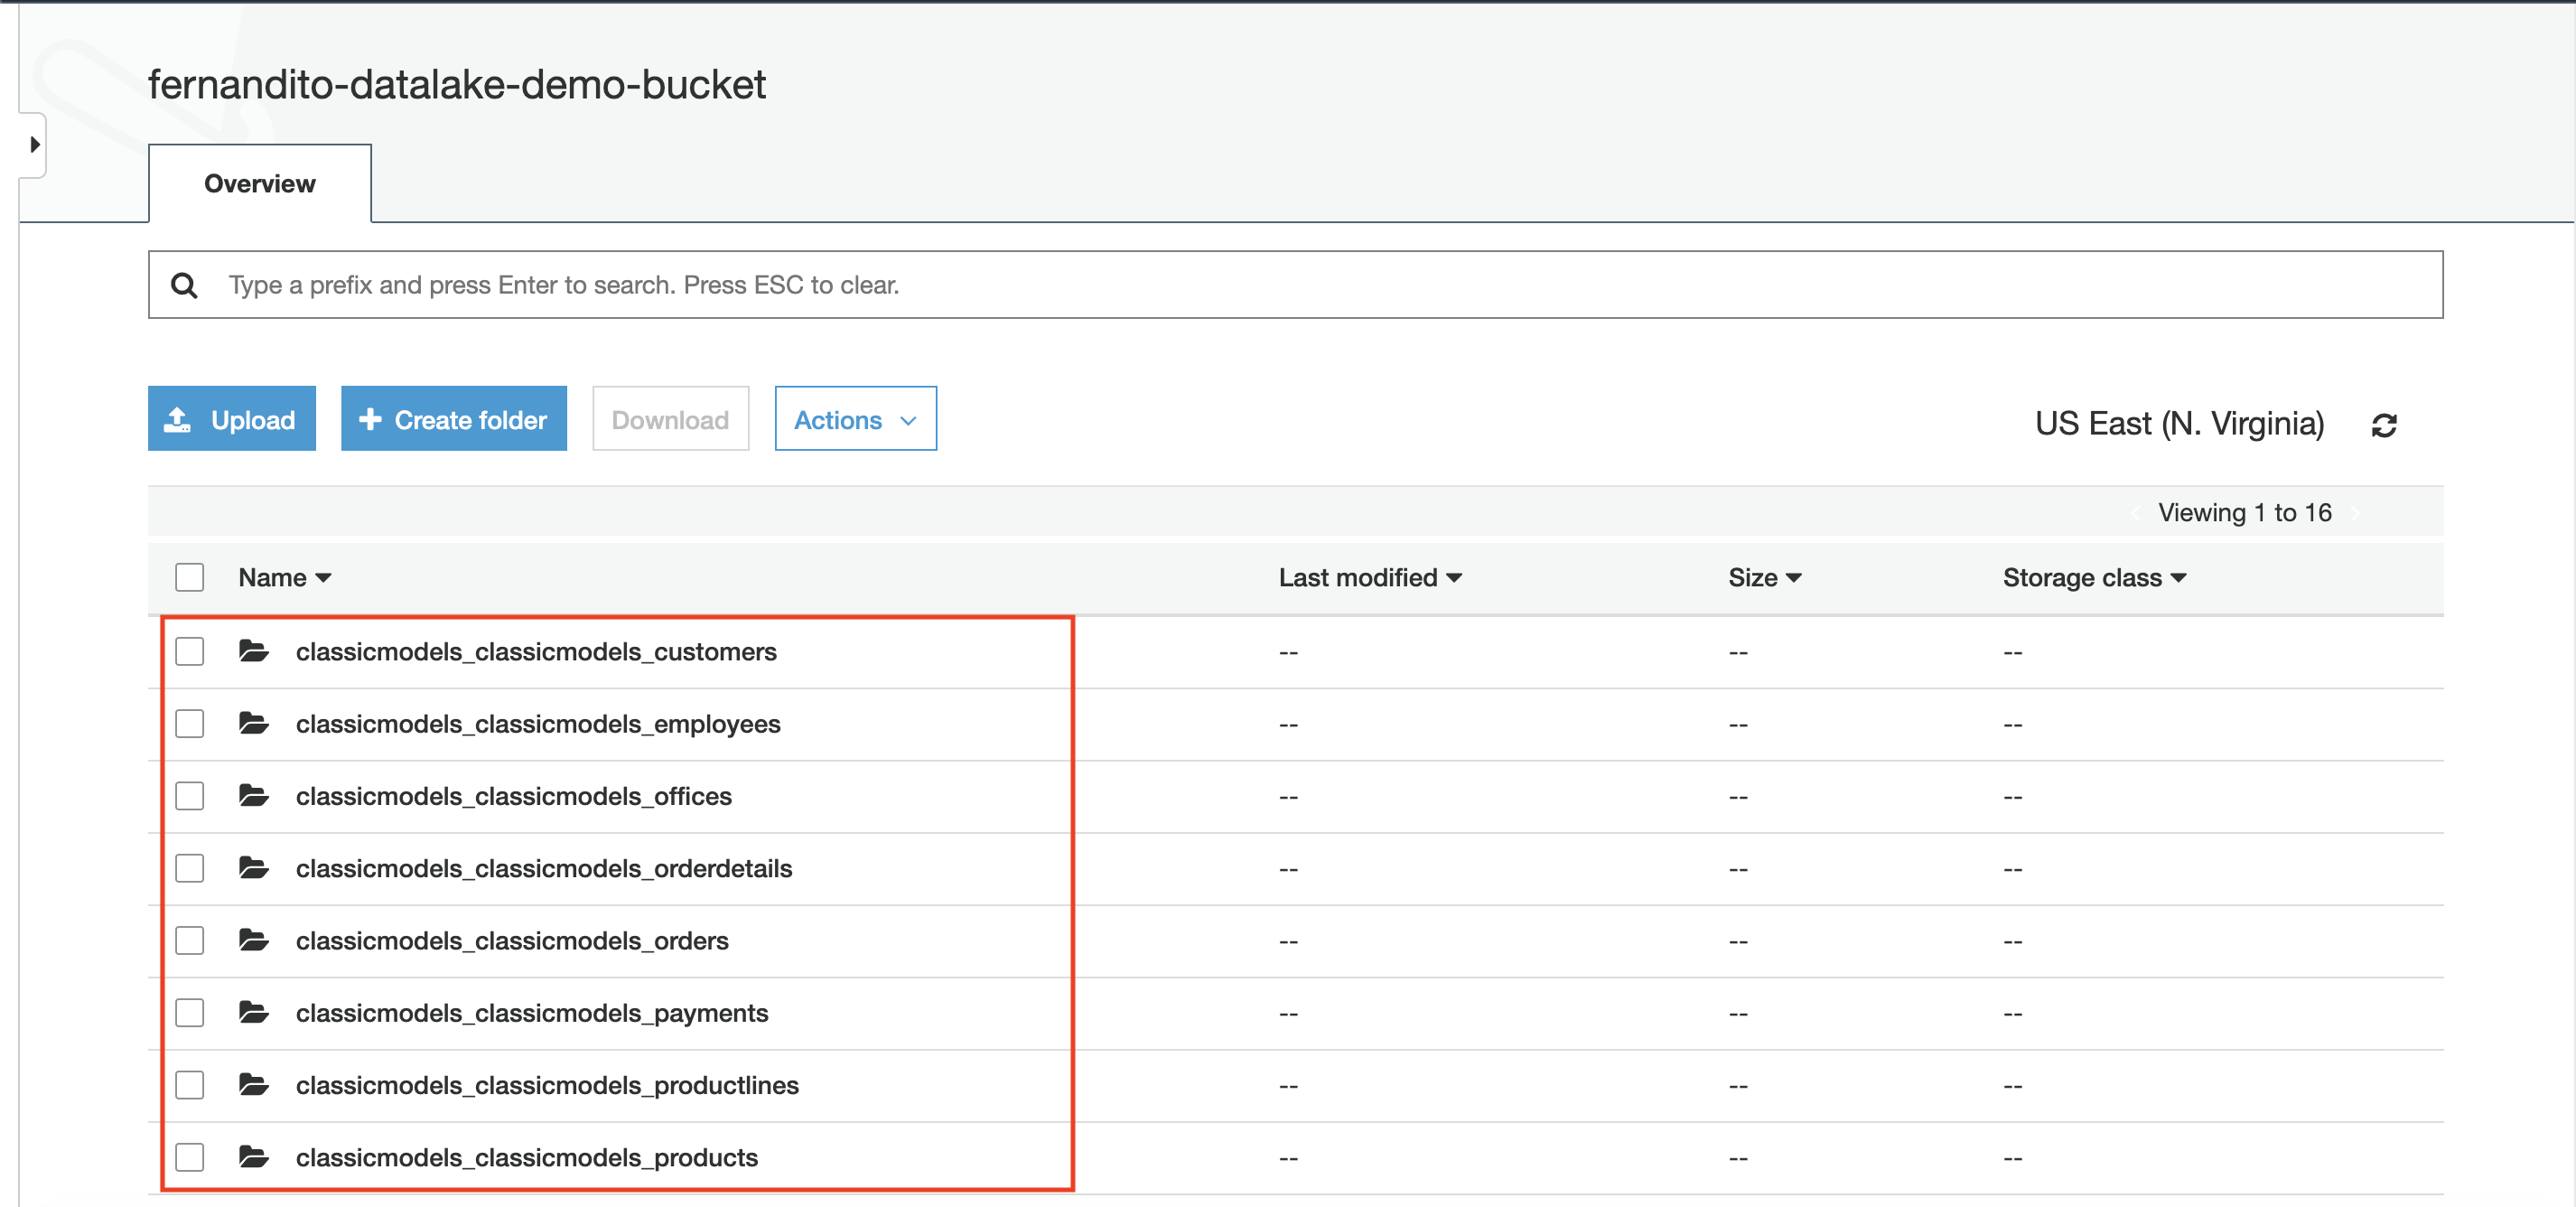 fernandito-datalake-demo-bucket
Overview
Type a prefix and press Enter to search. Press ESC to clear.
Upload Create folder Download Actions US East (N. Virginia)
Viewing 1 to 16
Name Last modified Size Storage class
classicmodels_classicmodels_customers -- -- --
classicmodels_classicmodels_employees -- -- --
classicmodels_classicmodels_offices -- -- --
classicmodels_classicmodels_orderdetails -- -- --
classicmodels_classicmodels_orders -- -- --
classicmodels_classicmodels_payments -- -- --
classicmodels_classicmodels_productlines -- -- --
classicmodels_classicmodels_products -- -- --